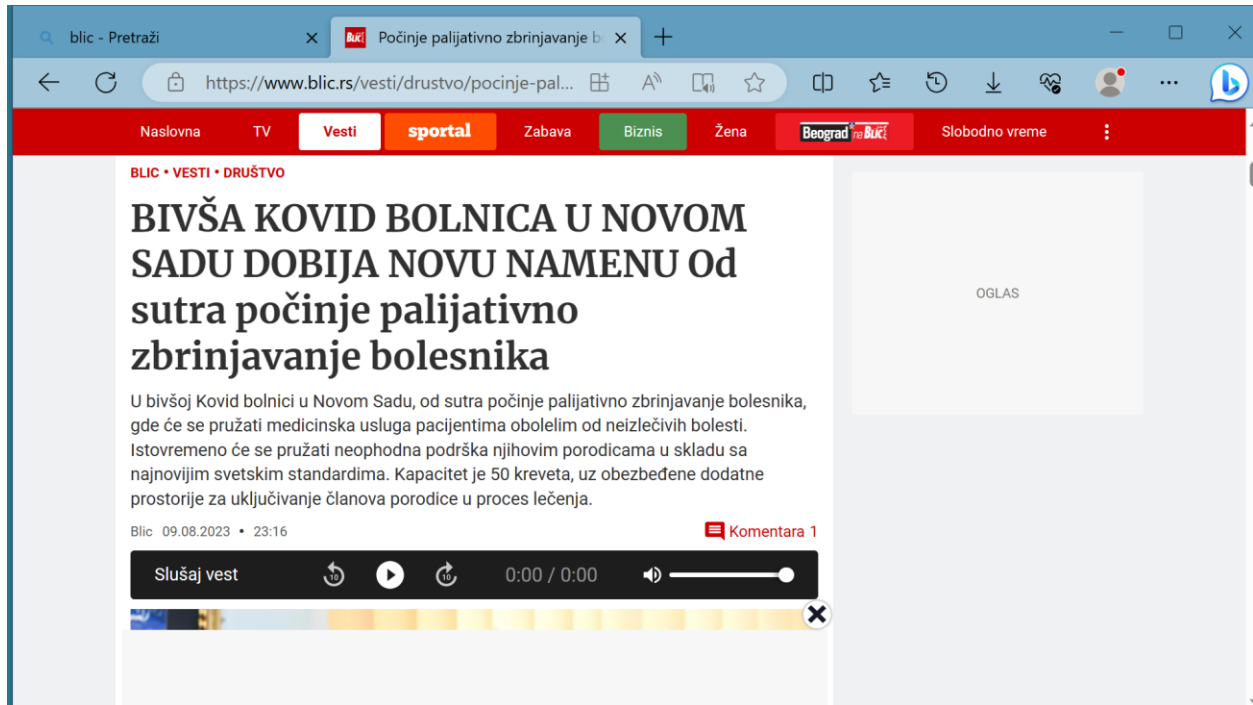 blic - Pretraži
Blic Počinje palijativno zbrinjavanje b
https://www.blic.rs/vesti/drustvo/pocinje-pal...
Naslovna TV Vesti sportal Zabava Biznis Žena Beograd na Blic Slobodno vreme
BLIC • VESTI • DRUŠTVO
BIVŠA KOVID BOLNICA U NOVOM
SADU DOBIJA NOVU NAMENU Od
sutra počinje palijativno
zbrinjavanje bolesnika
U bivšoj Kovid bolnici u Novom Sadu, od sutra počinje palijativno zbrinjavanje bolesnika,
gde će se pružati medicinska usluga pacijentima obolelim od neizlečivih bolesti.
Istovremeno će se pružati neophodna podrška njihovim porodicama u skladu sa
najnovijim svetskim standardima. Kapacitet je 50 kreveta, uz obezbeđene dodatne
prostorije za uključivanje članova porodice u proces lečenja.
Blic 09.08.2023 • 23:16
Komentara 1
Slušaj vest 10 10 0:00 / 0:00
OGLAS